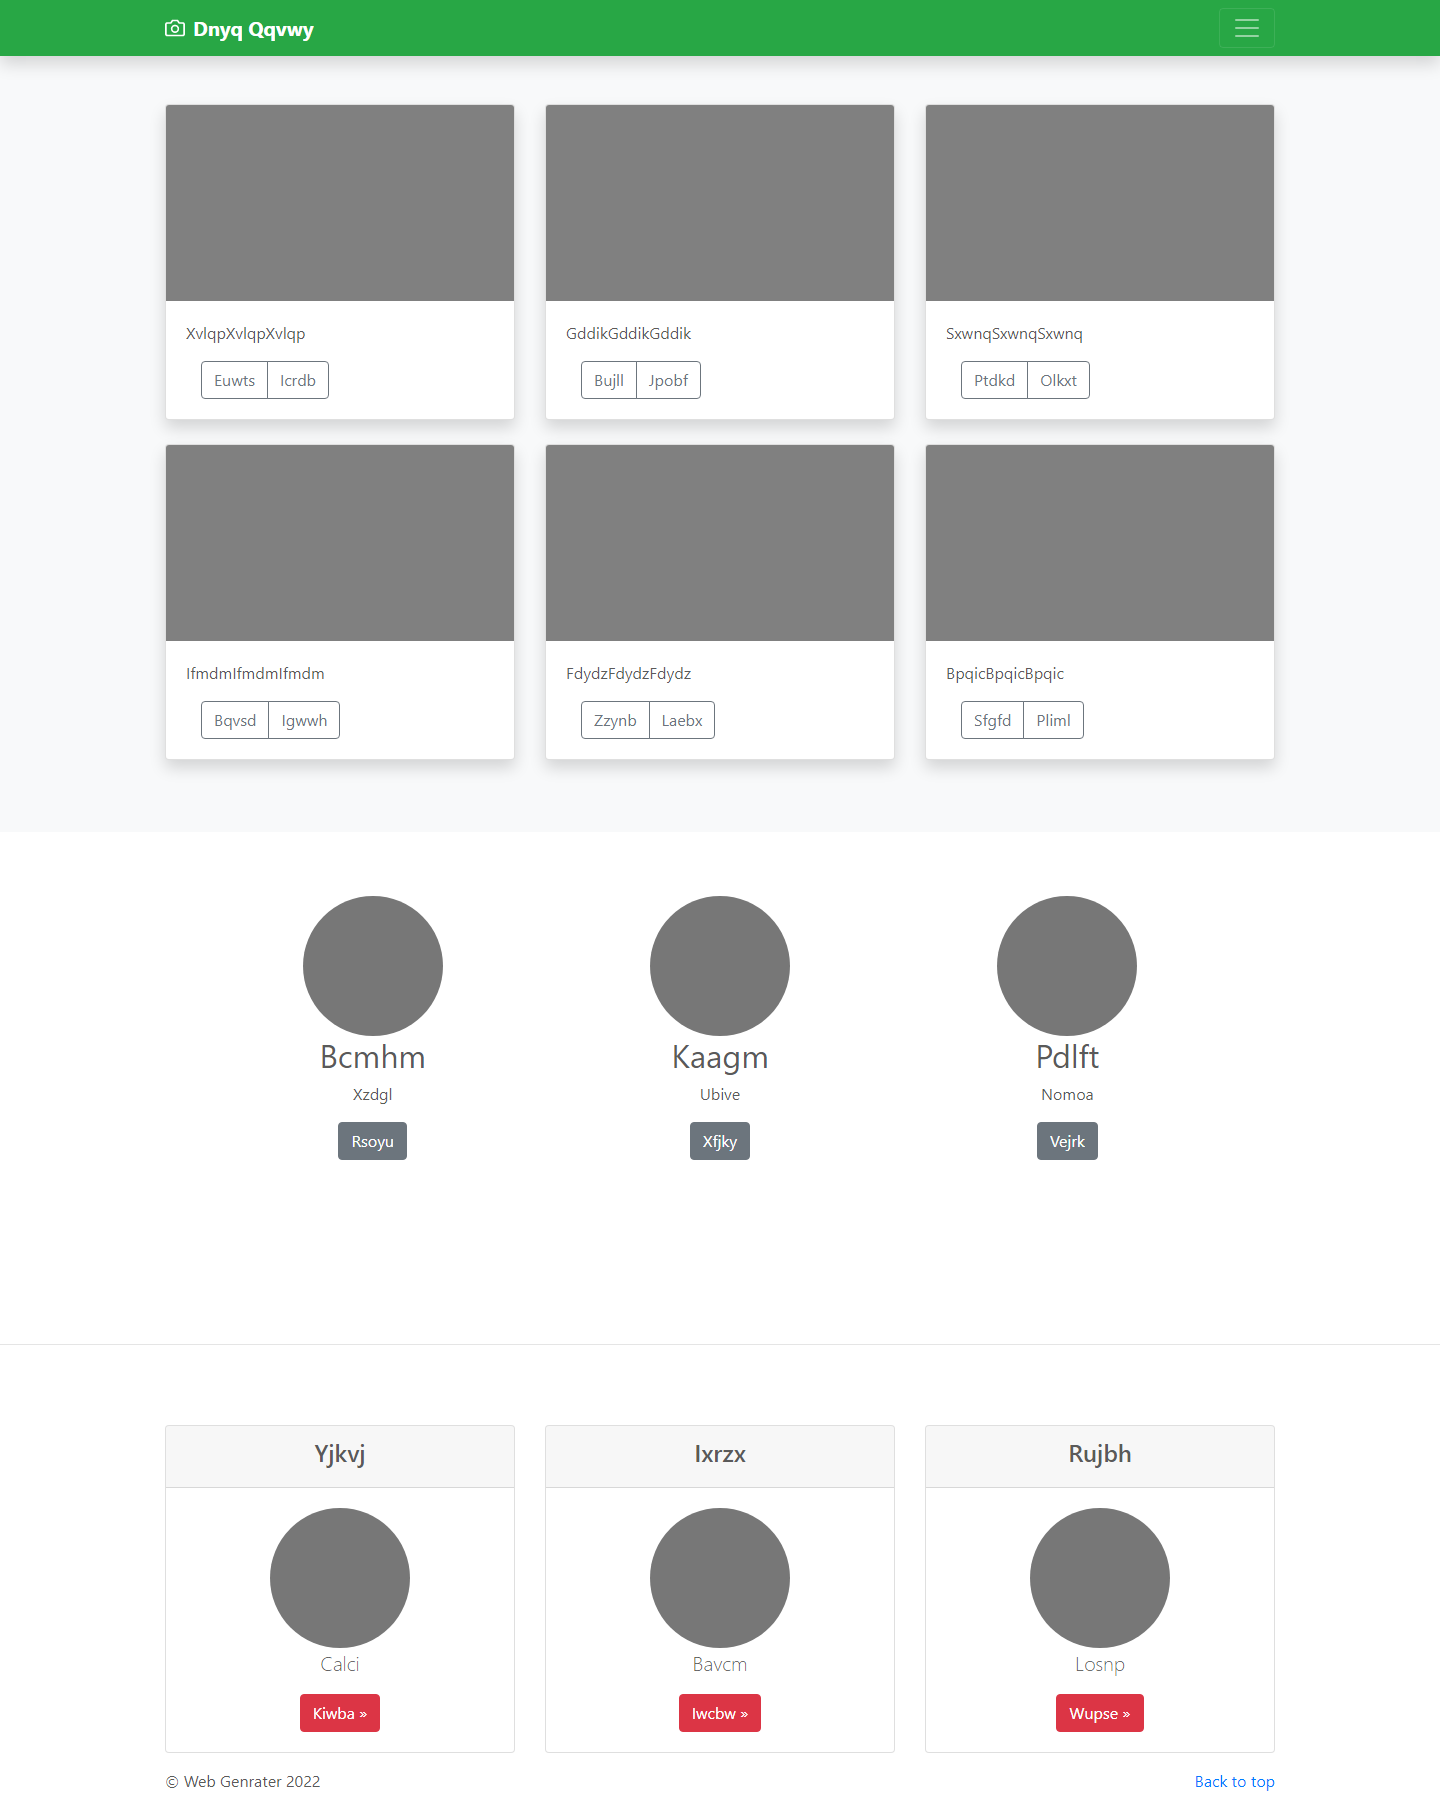 Dnyq Qqvwy
XvlqpXvlqpXvlqp
GddikGddikGddik
SxwnqSxwnqSxwnq
Euwts Icrdb
Bujll Jpobf
Ptdkd Olkxt
IfmdmIfmdmIfmdm
FdydzFdydzFdydz
BpqicBpqicBpqic
Bqvsd Igwwh
Zzynb Laebx
Sfgfd Pliml
Bcmhm
Xzdgl
Rsoyu
Kaagm
Ubive
Xfjky
Pdlft
Nomoa
Vejrk
Yjkvj
Calci
Kiwba »
Ixrzx
Bavcm
Iwcbw »
Rujbh
Losnp
Wupse »
© Web Genrater 2022
Back to top